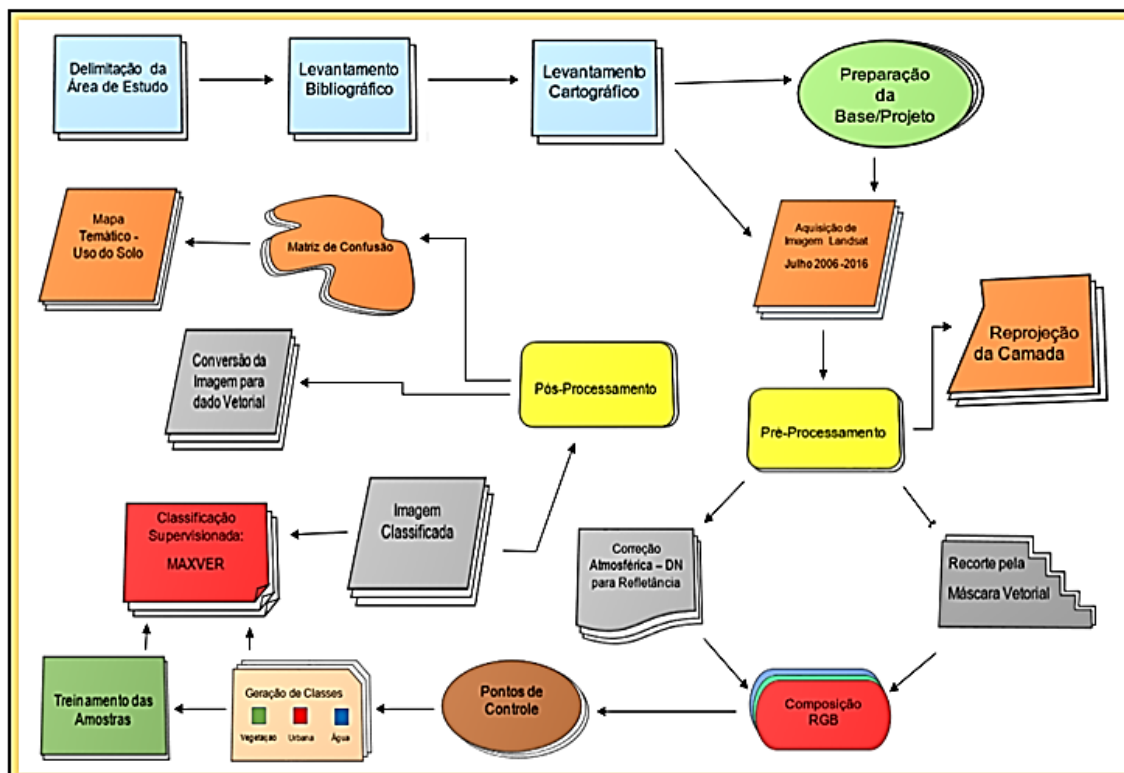 Delimitação da
Área de Estudo
Levantamento
Bibliográfico
Levantamento
Cartográfico
Preparação
da
Base/Projeto
Mapa
Temático -
Uso do Solo
Matriz de Confusão
Aquisição de
Imagem Landsat
Julho 2006 -2016
Reprojeção
da Camada
Conversão da
Imagem para
dado Vetorial
Pós-Processamento
Pré-Processamento
Classificação
Supervisionada:
MAXVER
Imagem
Classificada
Correção
Atmosférica – DN
para Refletância
Recorte pela
Máscara Vetorial
Treinamento das
Amostras
Geração de Classes
Vegetação Urbana Água
Pontos de
Controle
Composição
RGB